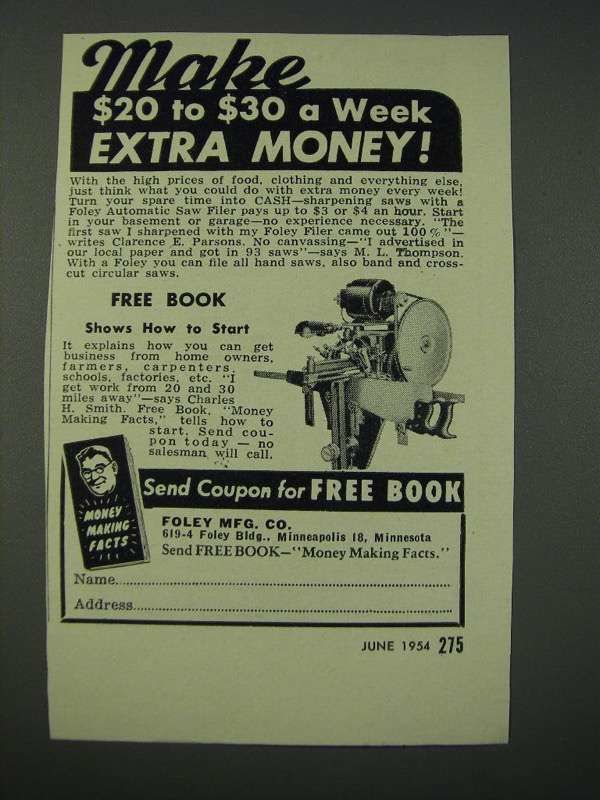 Make
$20 to $30 a Week
EXTRA MONEY!
With the high prices of food, clothing and everything else,
just think what you could do with extra money every week!
Turn your spare time into CASH—sharpening saws with a
Foley Automatic Saw Filer pays up to $3 or $4 an hour. Start
in your basement or garage—no experience necessary. "The
first saw I sharpened with my Foley Filer came out 100%"—
writes Clarence E. Parsons. No canvassing—"I advertised in
our local paper and got in 93 saws"—says M. L. Thompson.
With a Foley you can file all hand saws, also band and cross-
cut circular saws.
FREE BOOK
Shows How to Start
It explains how you can get
business from home owners,
farmers, carpenters,
schools, factories, etc. "I
get work from 20 and 30
miles away"—says Charles
H. Smith. Free Book, "Money
Making Facts," tells how to
start. Send cou-
pon today — no
salesman will call.
MONEY
MAKING
FACTS
Send Coupon for FREE BOOK
FOLEY MFG. CO.
619-4 Foley Bldg., Minneapolis 18, Minnesota
Send FREE BOOK—"Money Making Facts."
Name
Address
JUNE 1954 275